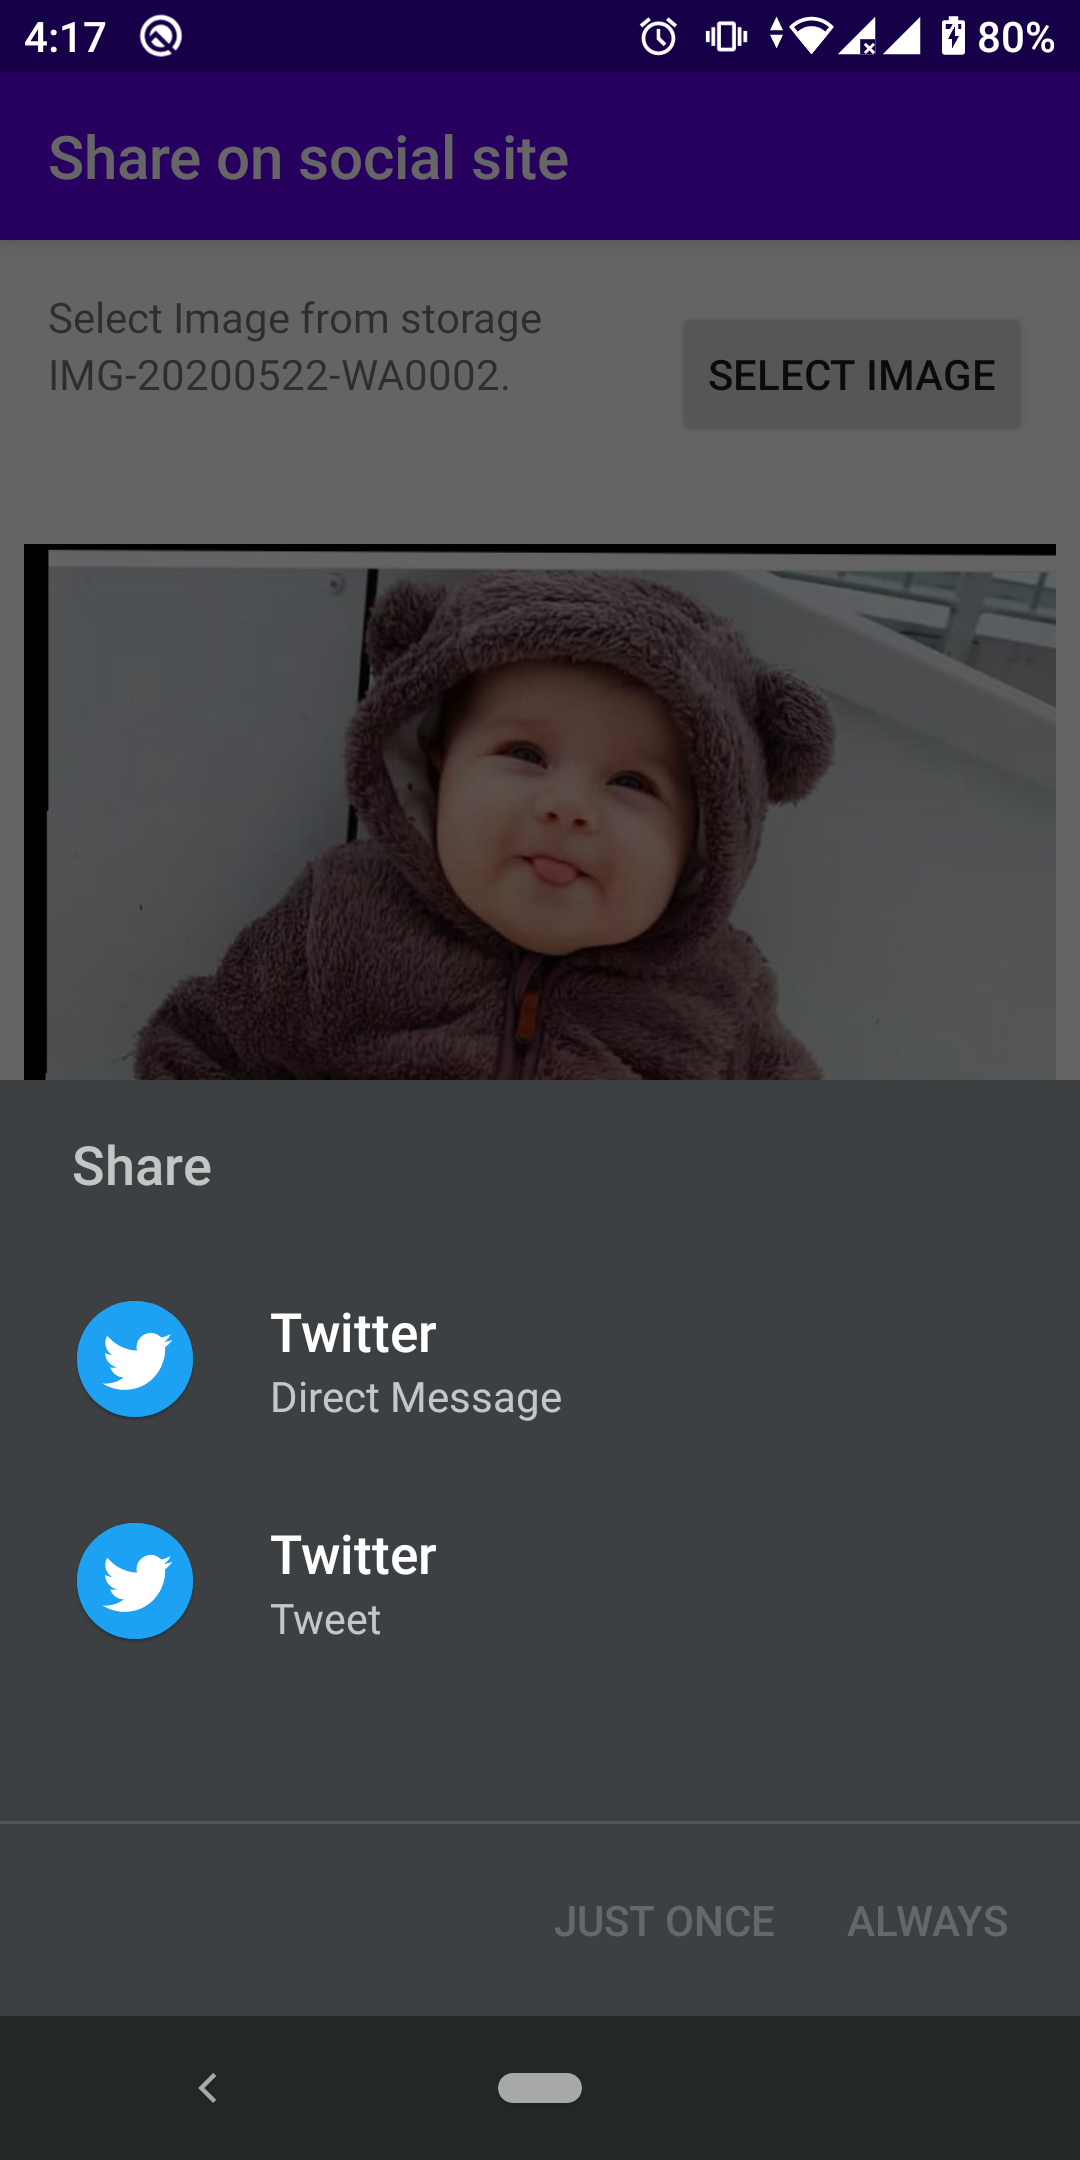 4:17
80%
Share on social site
Select Image from storage
IMG-20200522-WA0002.
SELECT IMAGE
Share
Twitter
Direct Message
Twitter
Tweet
JUST ONCE
ALWAYS